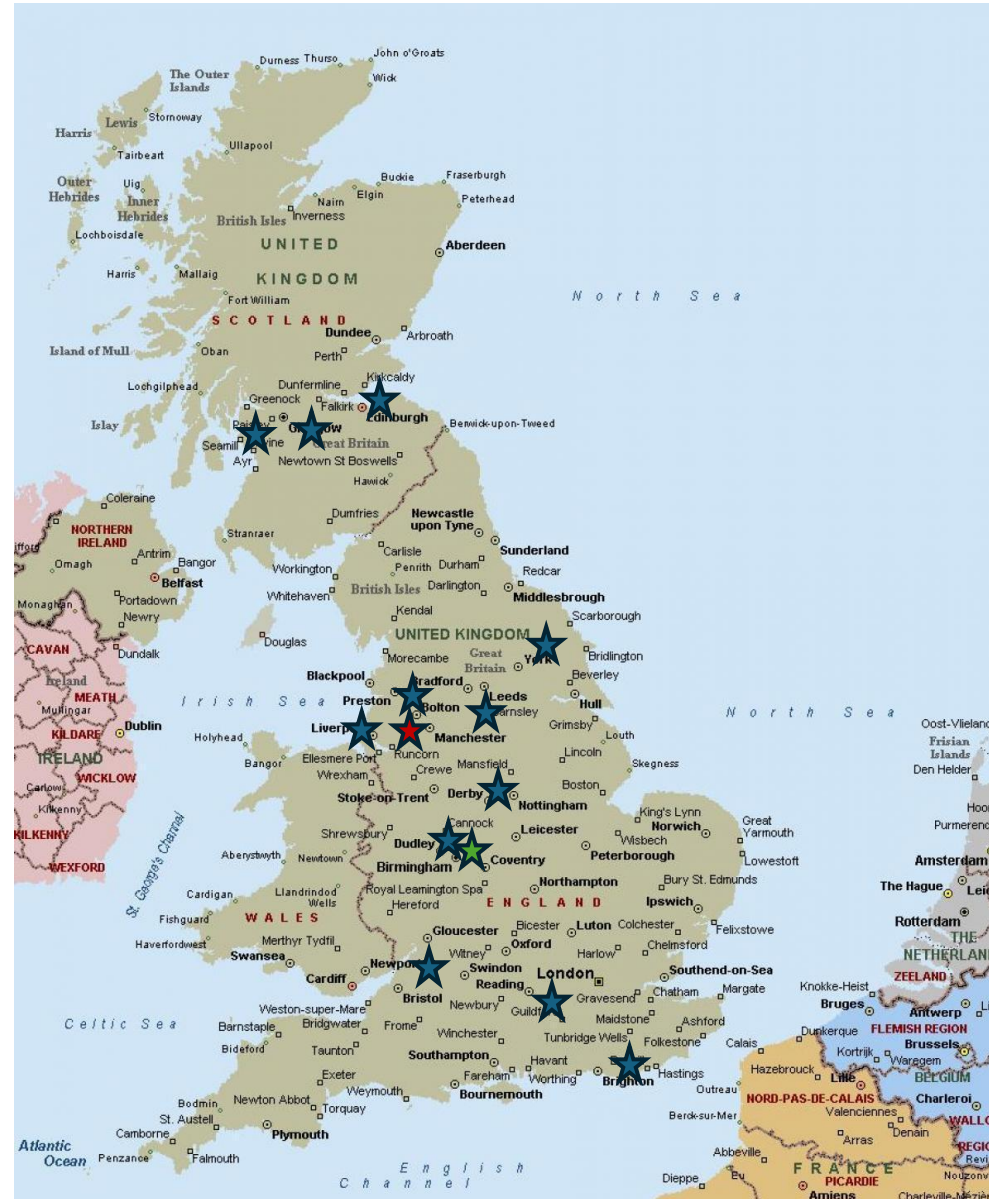 John o'Groats
Durness Thurso
The Outer
Islands
Wick
Lewis
Stornoway
Harris
Tairbeart
Ullapool
Outer
Hebrides
Uig
Inner
Hebrides
Buckie
Fraserburgh
Elgin
Nairn
Peterhead
British Isles
Inverness
Lochboisdale
UNITED
KINGDOM
Aberdeen
Harris
Mallaig
Fort William
North Sea
SCOTLAND
Dundee
Arbroath
Island of Mull
Oban
Perth
Lochgilphead
Kirkcaldy
Dunfermline
Greenock
Falkirk
Edinburgh
Islay
Berwick-upon-Tweed
Seamill
Great Britain
Ayr
Newtown St Boswells
Hawick
Coleraine
Dumfries
Newcastle
upon Tyne
NORTHERN
IRELAND
Stranraer
Sunderland
Antrim
Bangor
Carlisle
Omagh
Penrith
Durham
Belfast
Workington
Redcar
British Isles
Darlington
Whitehaven
Middlesbrough
Monaghan
Portadown
Newry
Kendal
Scarborough
Douglas
UNITED KINGDOM
CAVAN
Dundalk
Morecambe
Great
Britain
York
Bridlington
Ireland
Blackpool
Beverley
MEATH
Irish Sea
Preston
Leeds
Mullingar
Bolton
Hull
North Sea
KILDARE
Dublin
Manchester
Grimsby
Oost-Vlieland
Holyhead
Louth
IRELAND
Bangor
Ellesmere Port
Runcorn
Lincoln
Frisian
Islands
WICKLOW
Wrexham
Crewe
Mansfield
Skegness
Den Helder
Carlow
Stoke-on-Trent
Derby
Boston
Kilkenny
Nottingham
King's Lynn
KILKENNY
Shrewsbury
Cannock
Leicester
Wisbech
Norwich
Great
Yarmouth
St. George's Channel
Dudley
Peterborough
Lowestoft
WEXFORD
Aberystwyth
Newtown
Birmingham
Coventry
Amsterdam
Cardigan
Llandrindod
Wells
Royal Leamington Spa
Northampton
Bury St. Edmunds
The Hague
Hereford
ENGLAND
Ipswich
Fishguard
WALES
Rotterdam
Haverfordwest
Gloucester
Bicester
Luton
Colchester
Felixstowe
THE
Merthyr Tydfil
Witney
Oxford
Harlow
Chelmsford
Swansea
Swindon
London
Southend-on-Sea
ZEELAND
Cardiff
Reading
Bristol
Newbury
Gravesend
Chatham
Margate
Knokke-Heist
Weston-super-Mare
Bruges
Antwerp
Celtic Sea
Barnstaple
Bridgwater
Frome
Maidstone
Ashford
Dunkerque
FLEMISH REGION
Bideford
Taunton
Winchester
Tunbridge Wells
Folkestone
Calais
Kortrijk
Brussels
Southampton
Havant
Waregem
Exeter
Fareham
Worthing
Brighton
Hastings
Hazebrouck
BELGIUM
Weymouth
Bournemouth
Outreau
Lille
Charleroi
Bodmin
Newton Abbot
Torquay
NORD-PAS-DE-CALAIS
St. Austell
Berck-sur-Mer
Valenciennes
Camborne
Plymouth
Arras
Denain
Atlantic
Ocean
Penzance
Falmouth
Abbeville
English
Channel
Eu
FRANCE
Dieppe
PICARDIE
Amiens